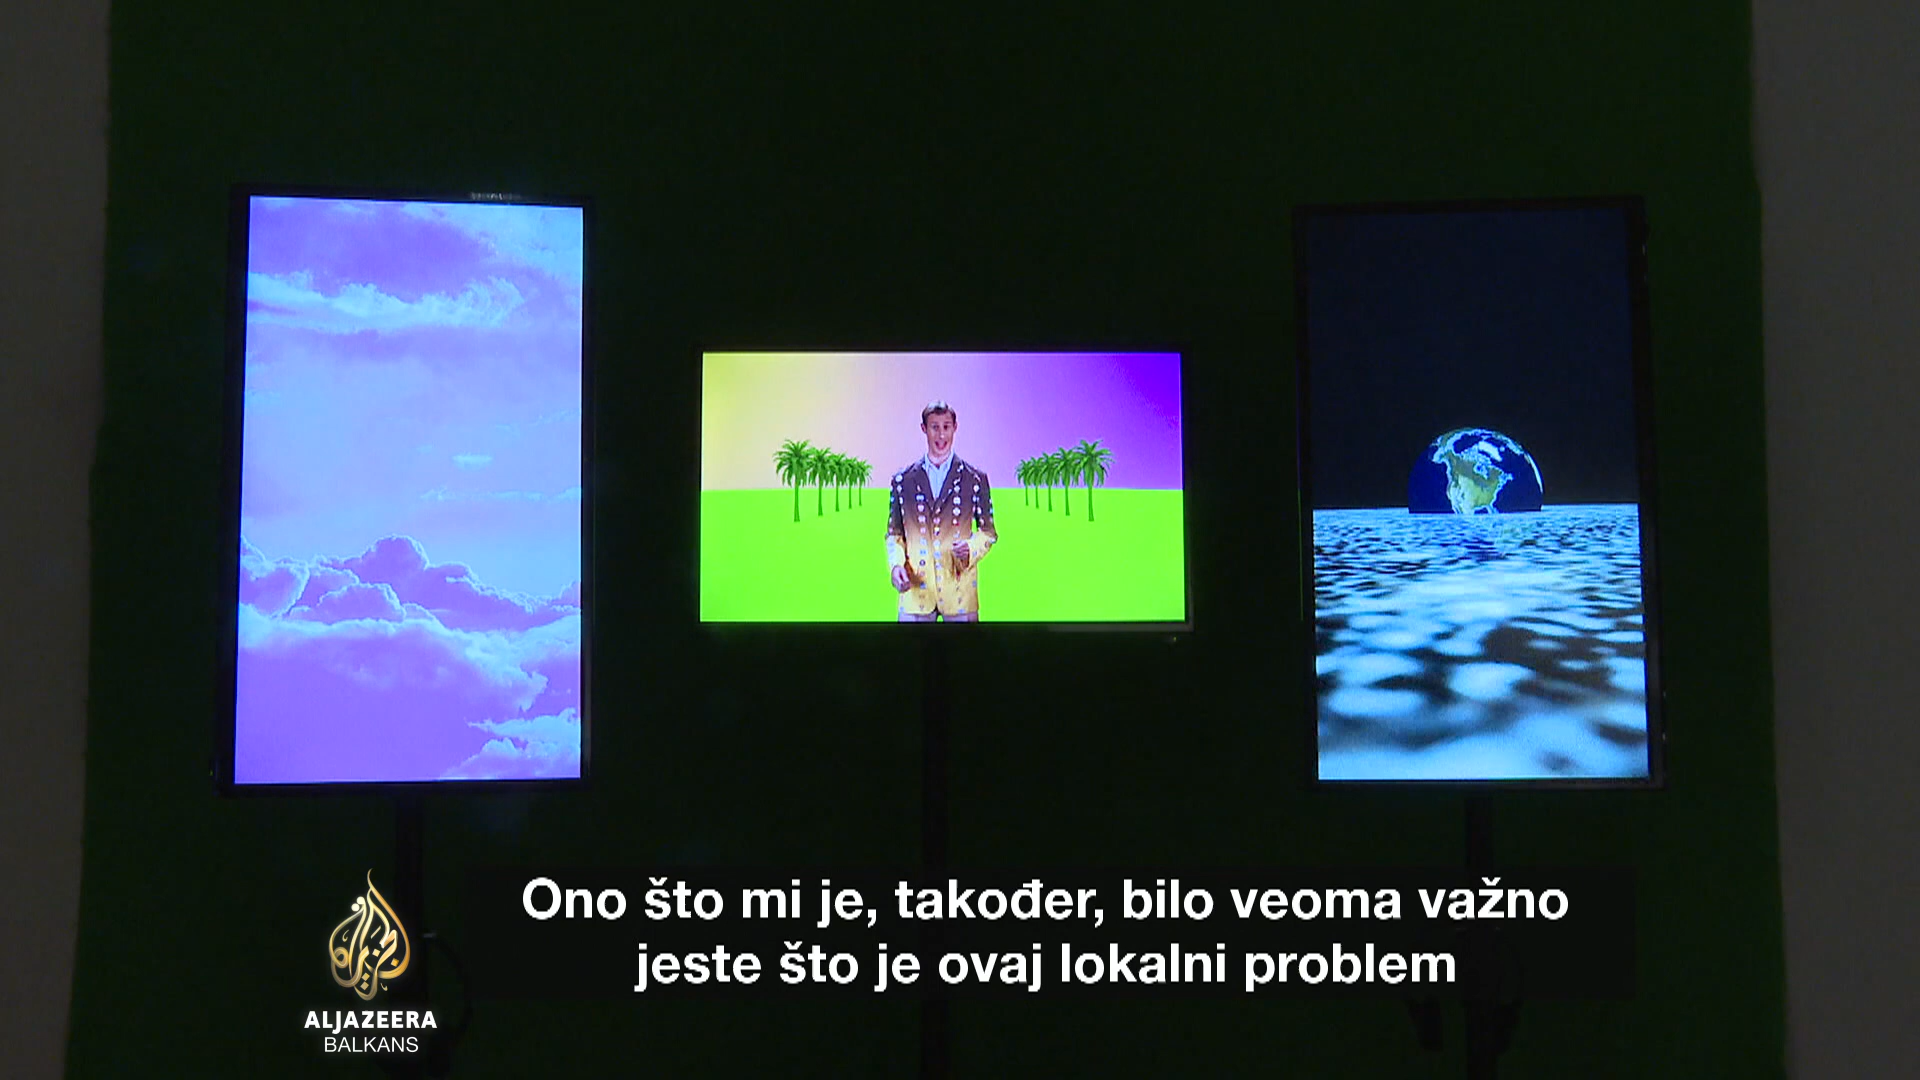 Ono što mi je, također, bilo veoma važno
jeste što je ovaj lokalni problem
ALJAZEERA
BALKANS